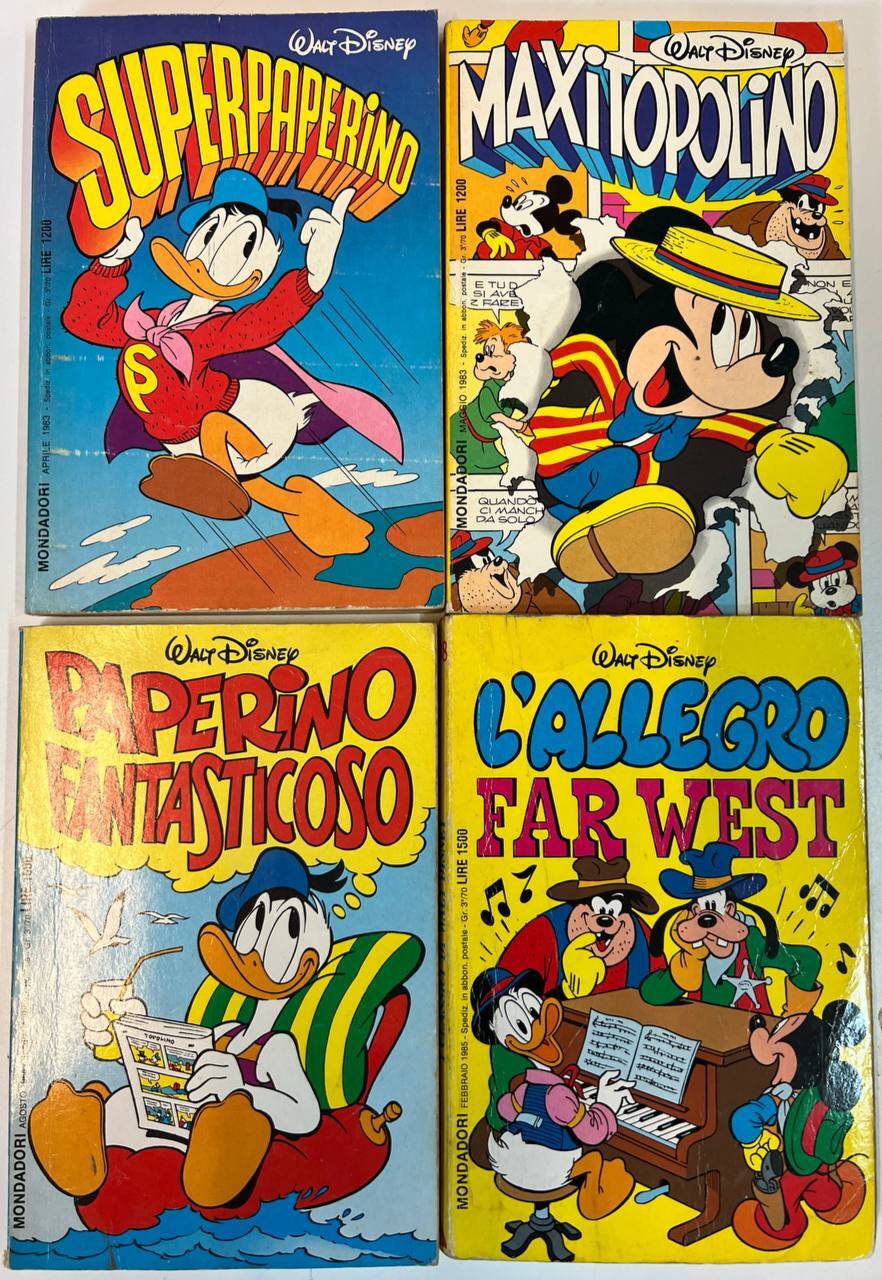 WALT DISNEY
SUPERPAPERINO
MONDADORI APRILE 1983 - Spediz. in abbon. postale - Gr. 3°/70 LIRE 1200
S
P
WALT DISNEY
MAXITOPOLINO
MONDADORI MAGGIO 1983 - Spediz. in abbon. postale - Gr. 3°/70 LIRE 1200
E TU D
SI AVE
FARE
NON E
QUANDO
CI MANCH
DA SOLO
WALT DISNEY
PAPERINO
FANTASTICOSO
MONDADORI AGOSTO
TOPOLINO
WALT DISNEY
L'ALLEGRO
FAR WEST
MONDADORI FEBBRAIO 1985 - Spediz. in abbon. postale - Gr. 3°/70 LIRE 1500